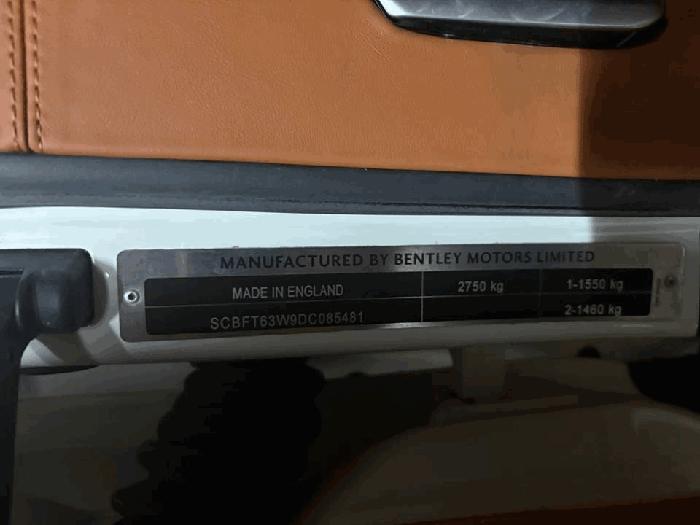 MANUFACTURED BY BENTLEY MOTORS LIMITED
MADE IN ENGLAND 2750 kg 1-1550 kg
SCBFT63W9DC085481 2-1460 kg